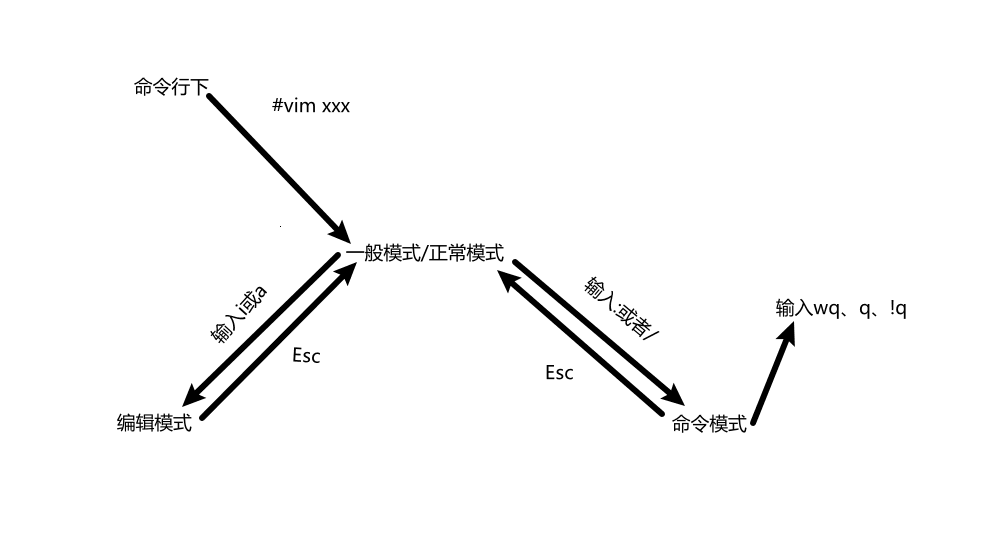 命令行下
#vim xxx
一般模式/正常模式
输入i或a
Esc
输入:或者/
Esc
输入wq、q、!q
编辑模式
命令模式